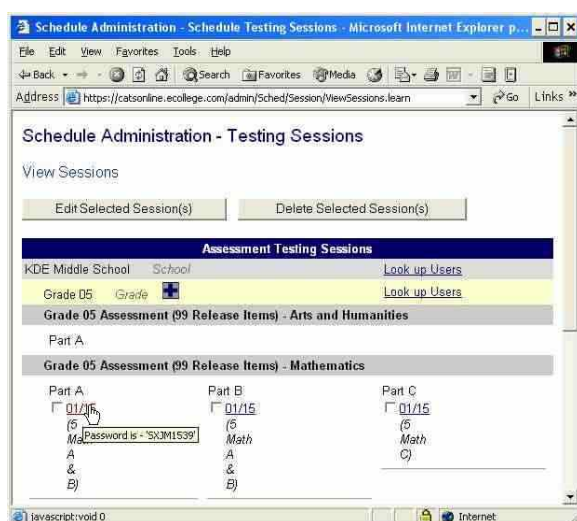 Schedule Administration - Schedule Testing Sessions - Microsoft Internet Explorer p...
File Edit View Favorites Tools Help
Back Search Favorites Media
Address https://catsonline.ecollege.com/admin/Sched/Session/ViewSessions.learn Go Links »
Schedule Administration - Testing Sessions
View Sessions
Edit Selected Session(s) Delete Selected Session(s)
Assessment Testing Sessions
KDE Middle School School Look up Users
Grade 05 Grade Look up Users
Grade 05 Assessment (99 Release Items) - Arts and Humanities
Part A
Grade 05 Assessment (99 Release Items) - Mathematics
Part A Part B Part C
01/15 01/15 01/15
(5 (5 (5
Password is - 'SXJM1539'
Math Math Math
A A C)
& &
B) B)
javascript:void 0 Internet